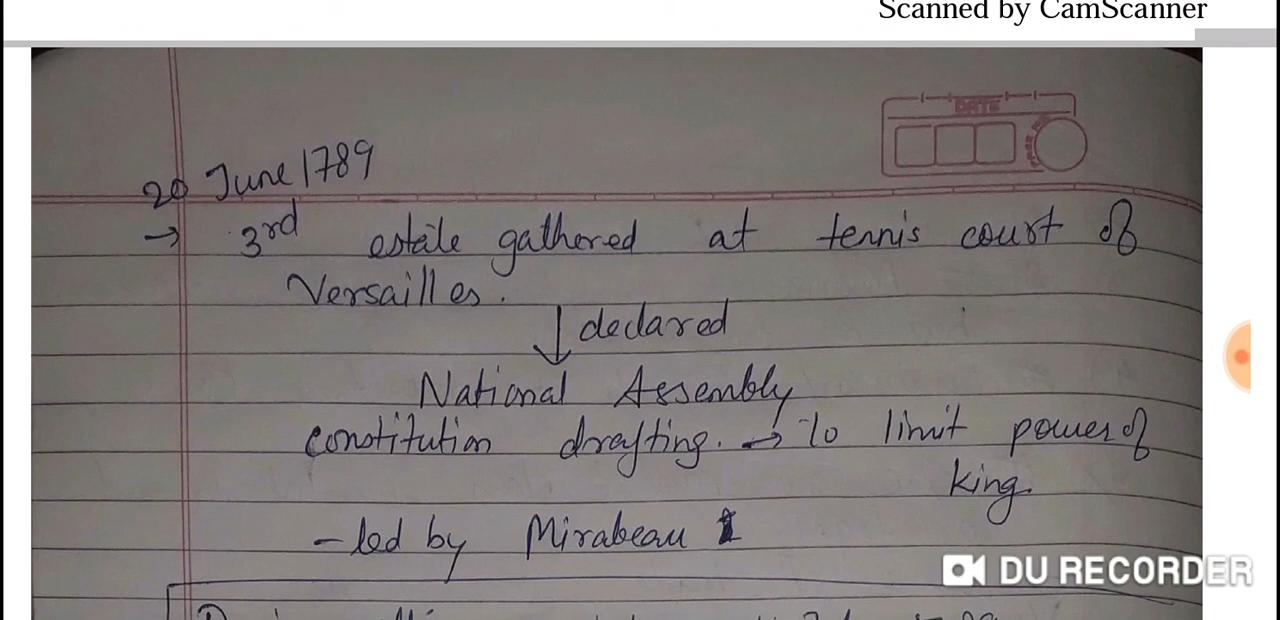 Scanned by CamScanner
DATE
20 June 1789
→ 3rd estate gathered at tennis court of
Versailles.
↓ declared
National Assembly
constitution drafting. → To limit power of
king.
- led by Mirabeau
DU RECORDER